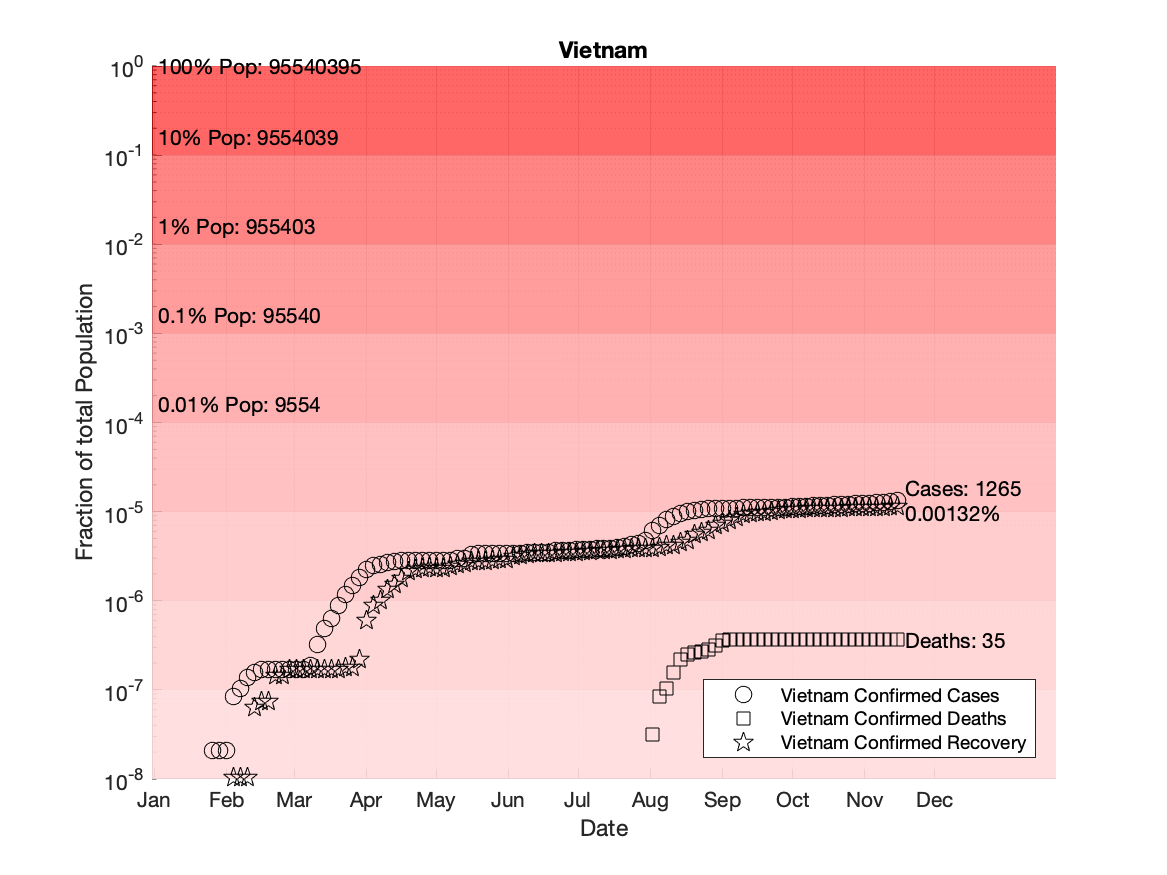 Vietnam
10^0
100% Pop: 95540395
10% Pop: 9554039
10^-1
1% Pop: 955403
10^-2
0.1% Pop: 95540
10^-3
0.01% Pop: 9554
10^-4
Cases: 1265
10^-5
0.00132%
10^-6
Deaths: 35
10^-7
10^-8
Fraction of total Population
Vietnam Confirmed Cases
Vietnam Confirmed Deaths
Vietnam Confirmed Recovery
Jan Feb Mar Apr May Jun Jul Aug Sep Oct Nov Dec
Date